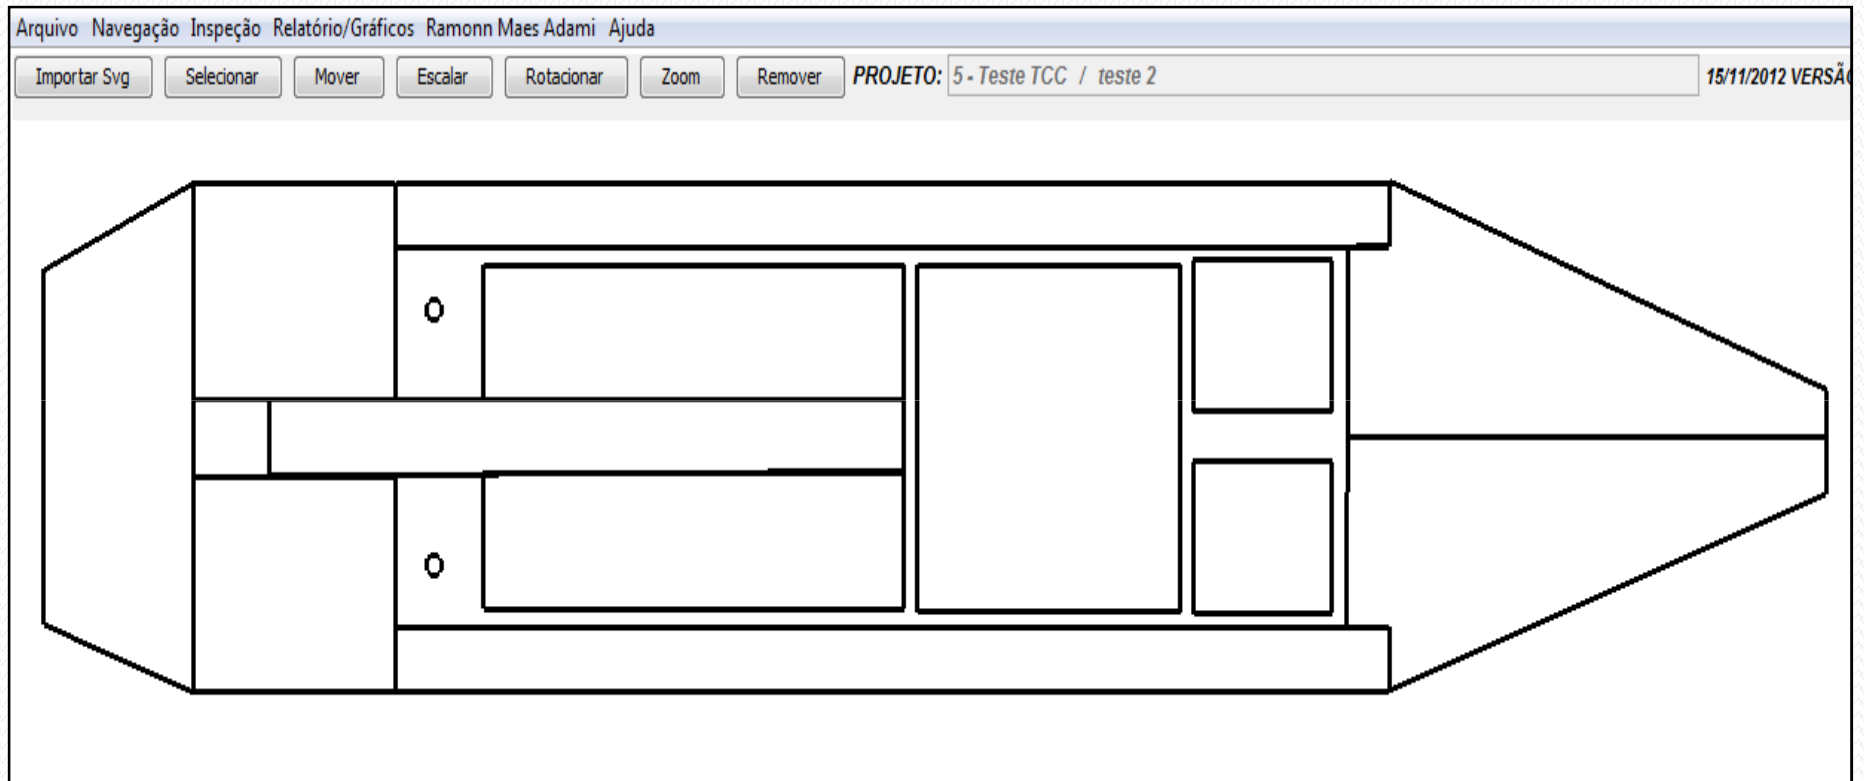 Arquivo Navegação Inspeção Relatório/Gráficos Ramonn Maes Adami Ajuda
Importar Svg Selecionar Mover Escalar Rotacionar Zoom Remover PROJETO: 5 - Teste TCC / teste 2 15/11/2012 VERSÃO